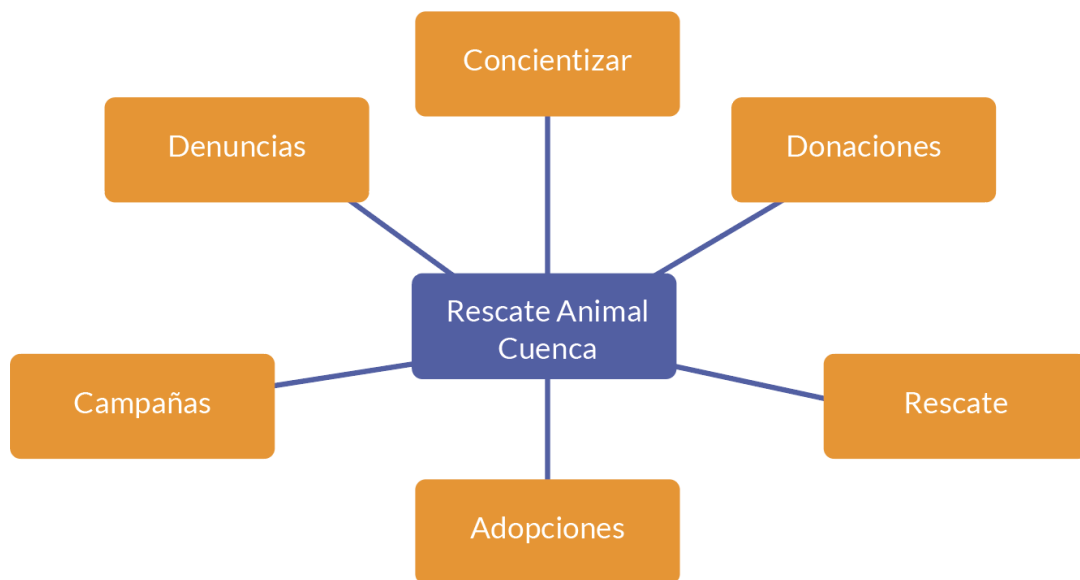 Concientizar
Denuncias
Donaciones
Rescate Animal
Cuenca
Campañas
Rescate
Adopciones